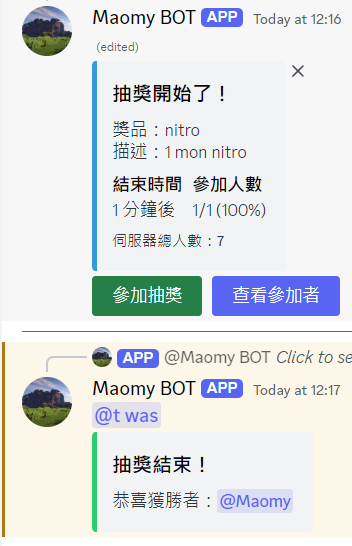 Maomy BOT APP Today at 12:16
(edited)
抽獎開始了！
獎品：nitro
描述：1 mon nitro
結束時間 參加人數
1 分鐘後 1/1 (100%)
伺服器總人數：7
參加抽獎 查看參加者
APP @Maomy BOT Click to se
Maomy BOT APP Today at 12:17
@t was
抽獎結束！
恭喜獲勝者：@Maomy